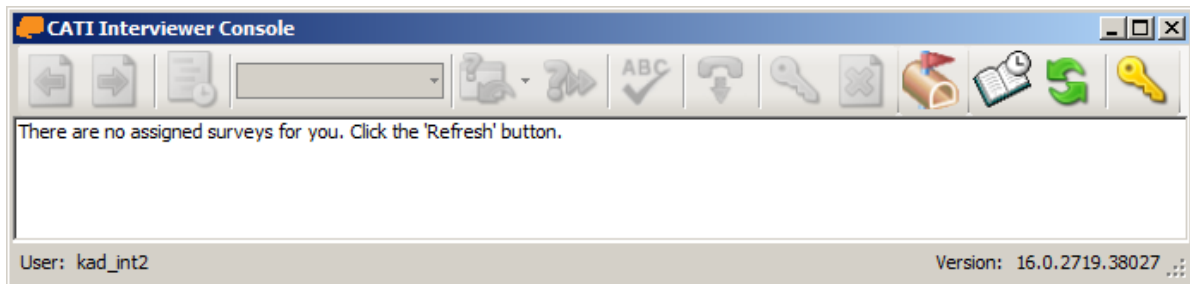 CATI Interviewer Console
ABC
There are no assigned surveys for you. Click the 'Refresh' button.
User: kad_int2
Version: 16.0.2719.38027